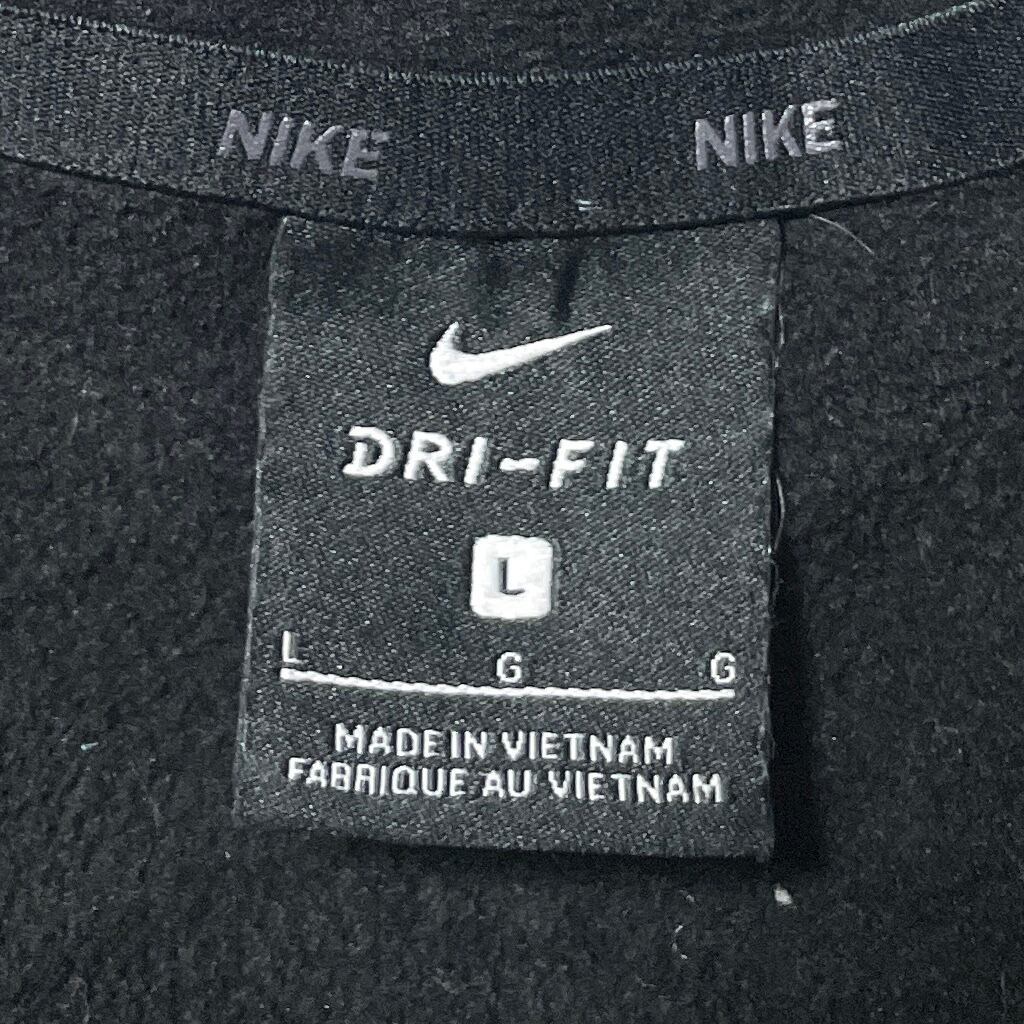 NIKE NIKE
DRI-FIT
L
L G G
MADE IN VIETNAM
FABRIQUE AU VIETNAM